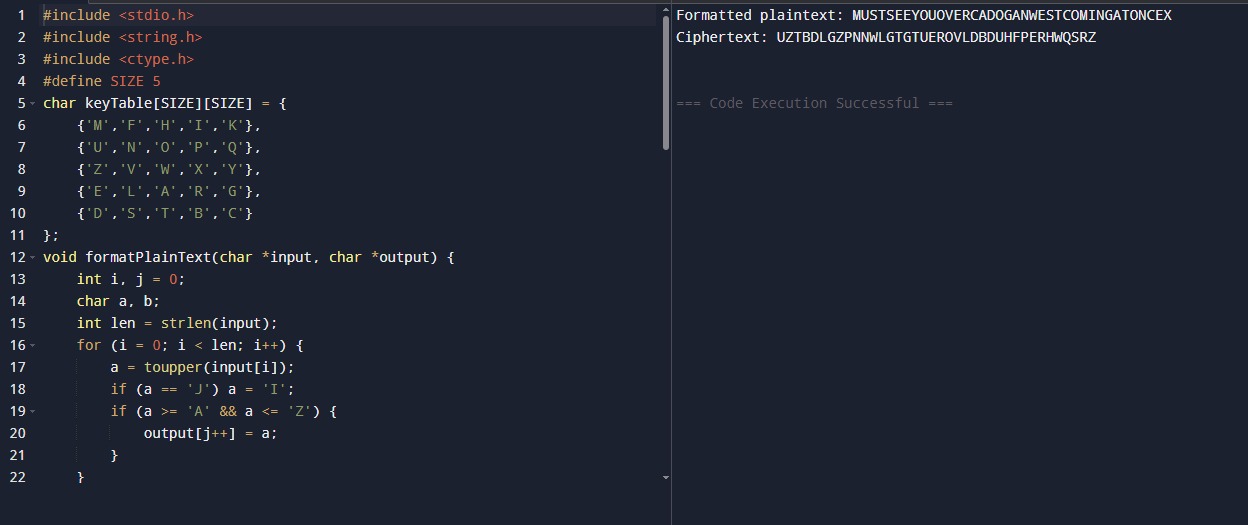 1 #include <stdio.h>
2 #include <string.h>
3 #include <ctype.h>
4 #define SIZE 5
5 char keyTable[SIZE][SIZE] = {
6     {'M','F','H','I','K'},
7     {'U','N','O','P','Q'},
8     {'Z','V','W','X','Y'},
9     {'E','L','A','R','G'},
10     {'D','S','T','B','C'}
11 };
12 void formatPlainText(char *input, char *output) {
13     int i, j = 0;
14     char a, b;
15     int len = strlen(input);
16     for (i = 0; i < len; i++) {
17         a = toupper(input[i]);
18         if (a == 'J') a = 'I';
19         if (a >= 'A' && a <= 'Z') {
20             output[j++] = a;
21         }
22     }
Formatted plaintext: MUSTSEEYOUOVERCADOGANWESTCOMINGATONCEX
Ciphertext: UZTBDLGZPNNWLGTGTUEROVLDBDUHFPERHWQSRZ
=== Code Execution Successful ===